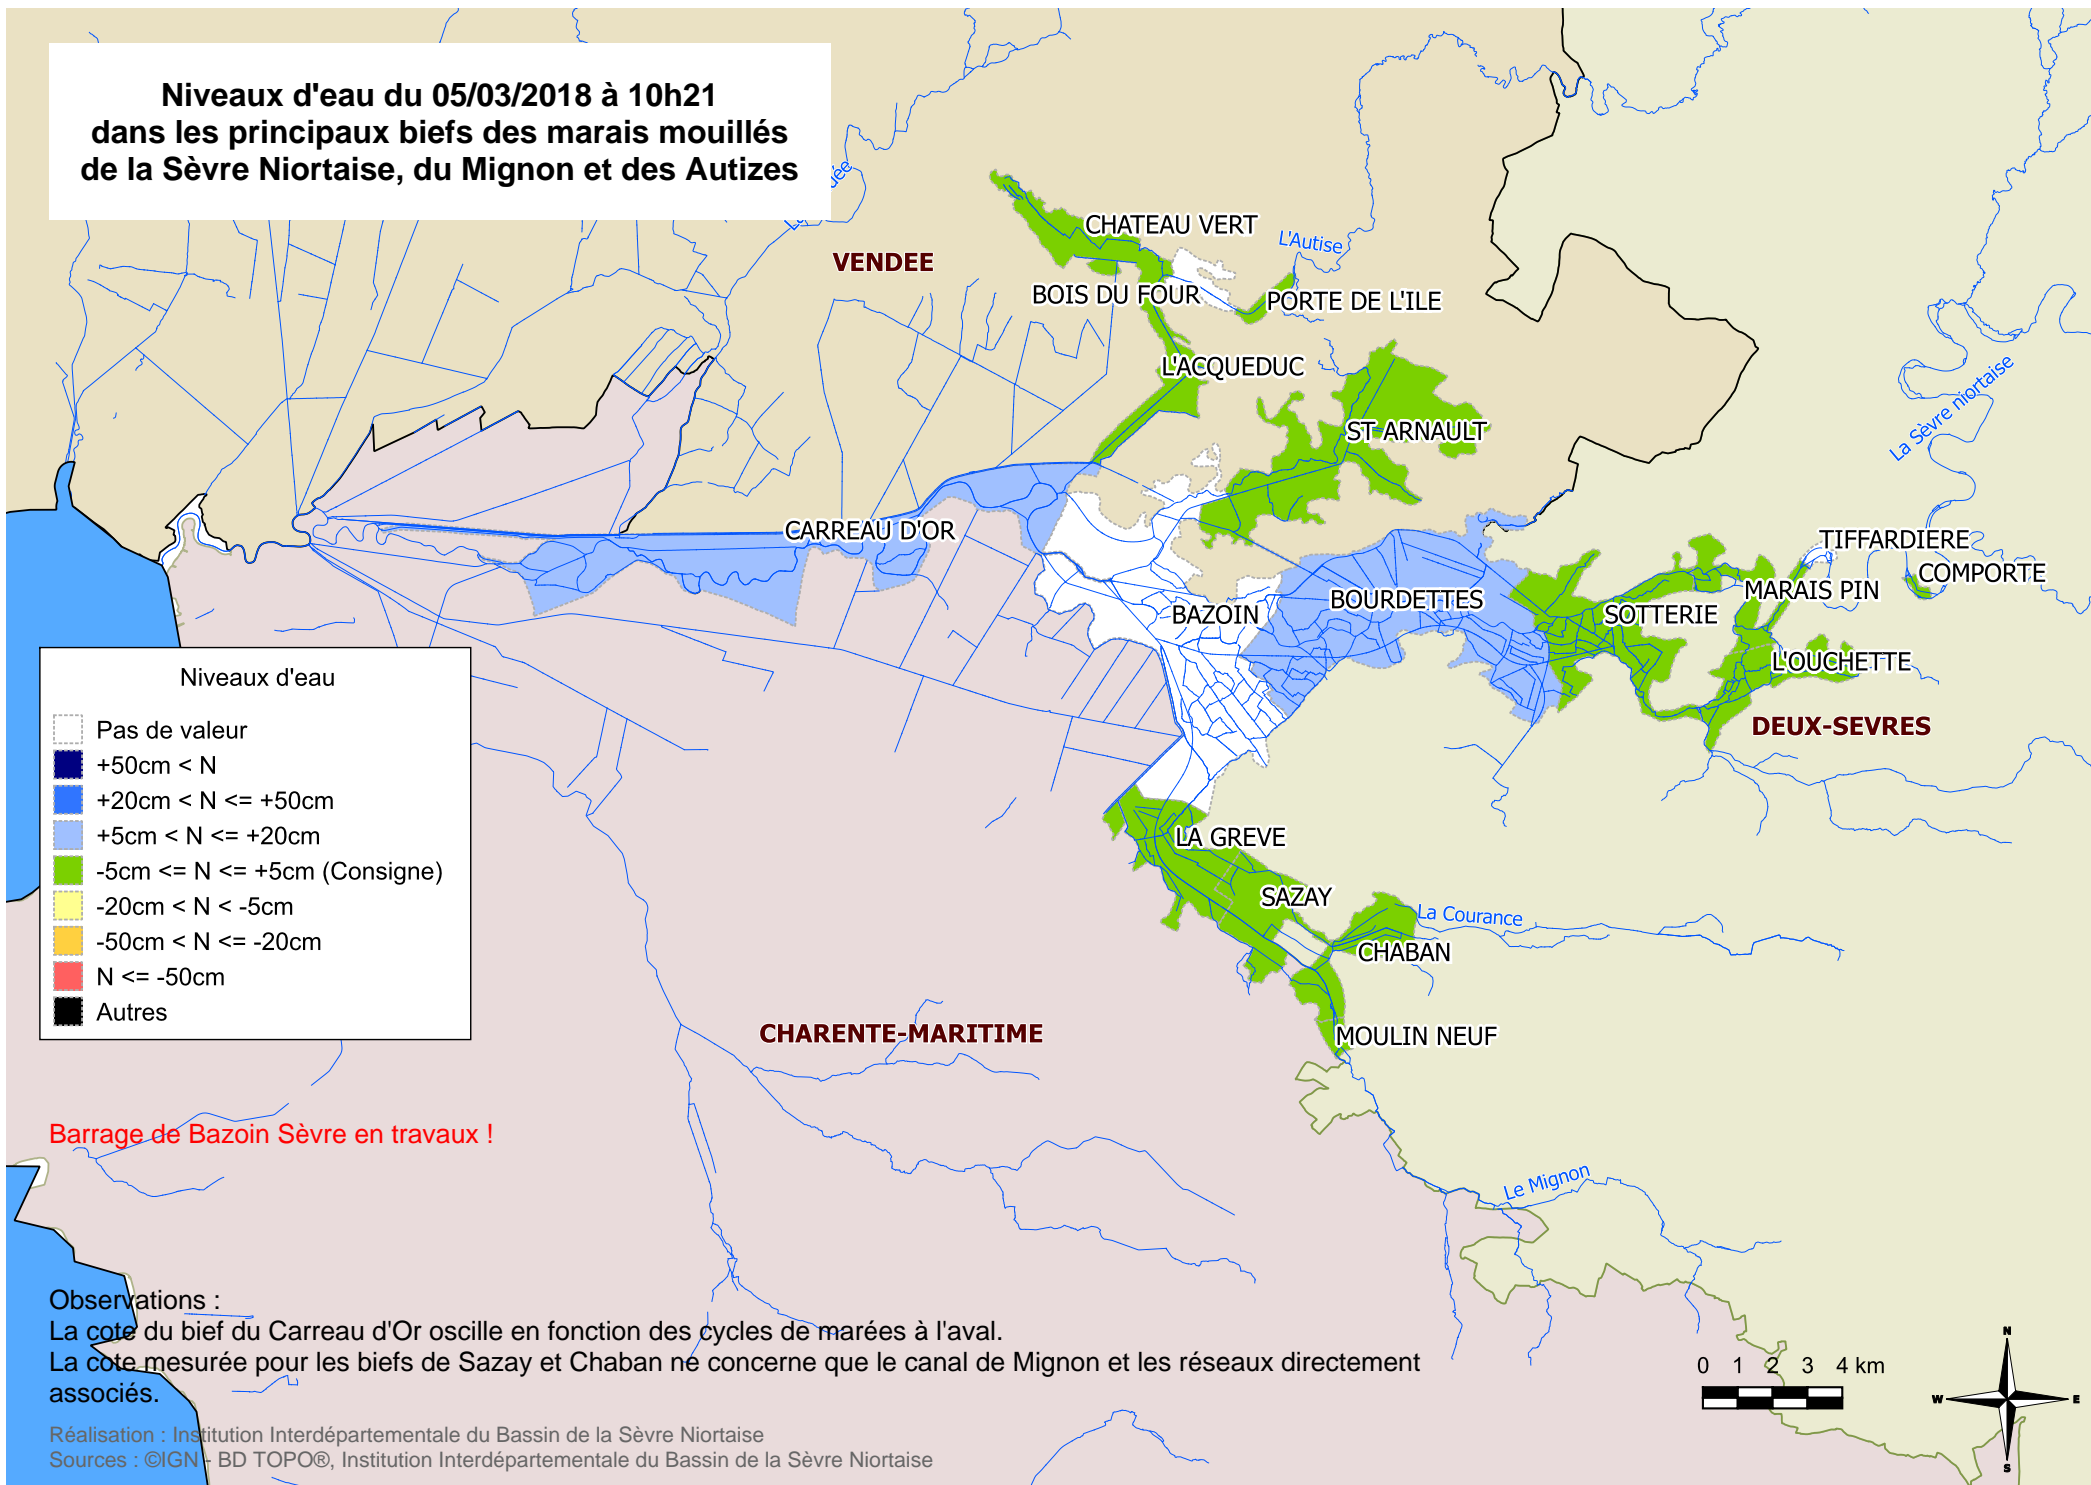 Niveaux d'eau du 05/03/2018 à 10h21
dans les principaux biefs des marais mouillés
de la Sèvre Niortaise, du Mignon et des Autizes
CHATEAU VERT
L'Autise
VENDEE
BOIS DU FOUR
PORTE DE L'ILE
L'ACQUEDUC
ST ARNAULT
La Sèvre niortaise
CARREAU D'OR
TIFFARDIERE
COMPORTE
MARAIS PIN
BOURDETTES
BAZOIN
SOTTERIE
L'OUCHETTE
DEUX-SEVRES
Niveaux d'eau
Pas de valeur
+50cm < N
+20cm < N <= +50cm
+5cm < N <= +20cm
-5cm <= N <= +5cm (Consigne)
-20cm < N < -5cm
-50cm < N <= -20cm
N <= -50cm
Autres
LA GREVE
SAZAY
La Courance
CHABAN
CHARENTE-MARITIME
MOULIN NEUF
Barrage de Bazoin Sèvre en travaux !
Le Mignon
Observations :
La cote du bief du Carreau d'Or oscille en fonction des cycles de marées à l'aval.
La cote mesurée pour les biefs de Sazay et Chaban ne concerne que le canal de Mignon et les réseaux directement
associés.
Réalisation : Institution Interdépartementale du Bassin de la Sèvre Niortaise
Sources : ©IGN - BD TOPO®, Institution Interdépartementale du Bassin de la Sèvre Niortaise
0 1 2 3 4 km
N
W E
S